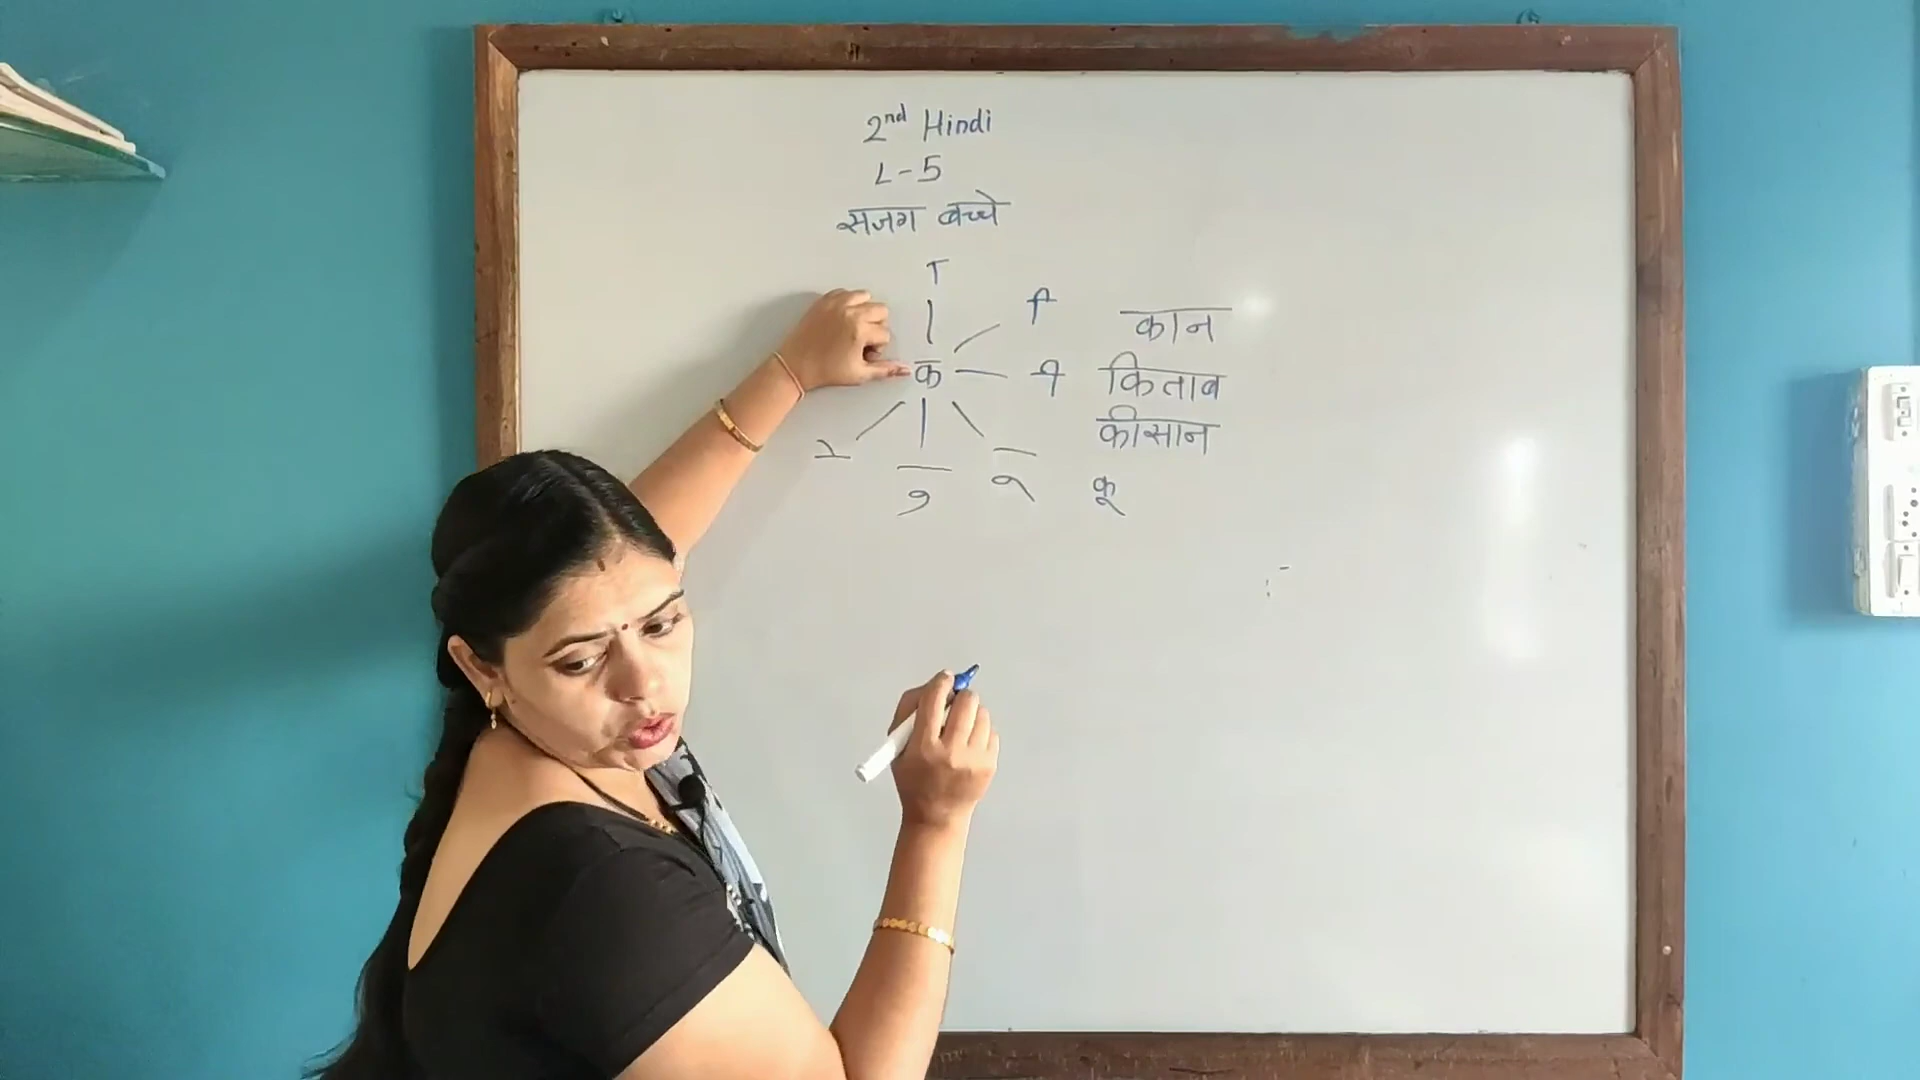 2nd Hindi
L-5
सजग बच्चे
ा
ि
कान
क
ी
किताब
कीसान
े
ु
ू
कू